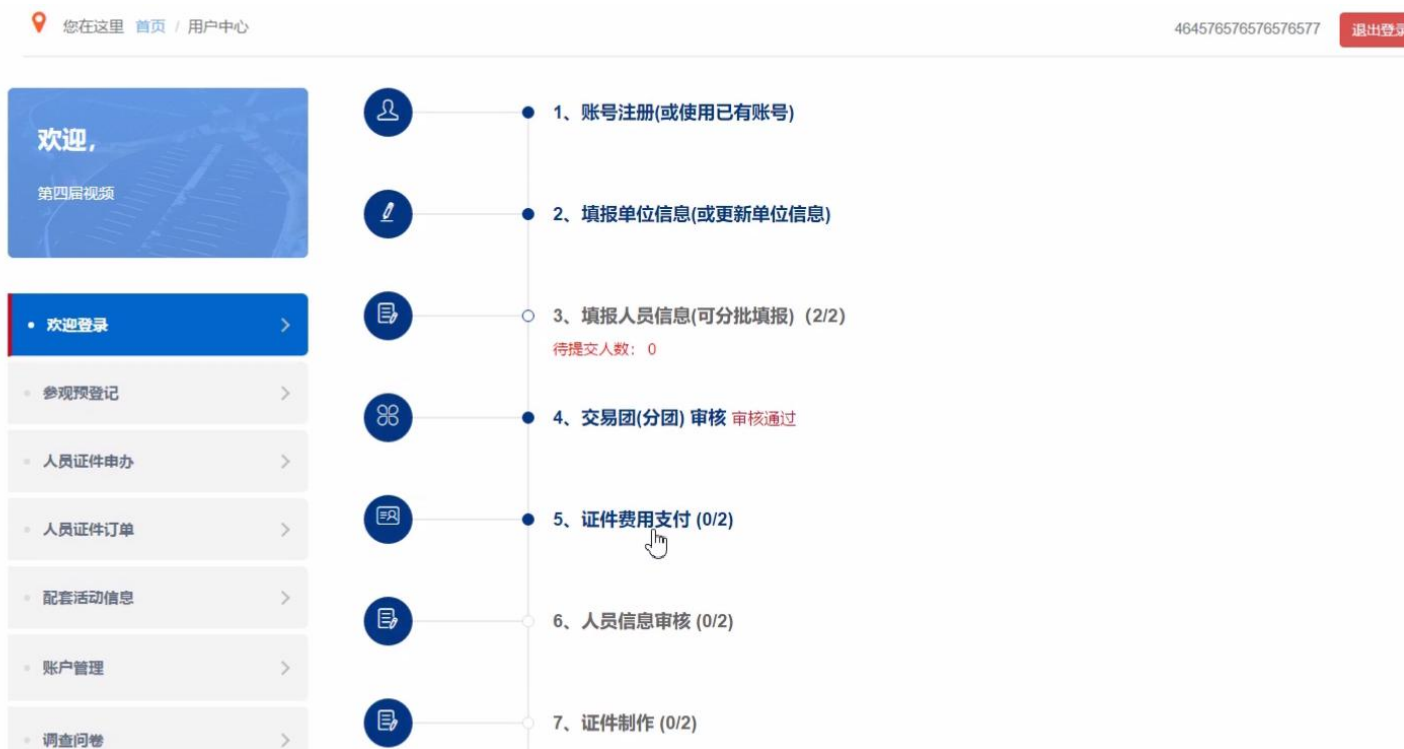 您在这里 首页 / 用户中心
464576576576576577
退出登录
欢迎,
第四届视频
欢迎登录
参观预登记
人员证件申办
人员证件订单
配套活动信息
账户管理
调查问卷
1、账号注册(或使用已有账号)
2、填报单位信息(或更新单位信息)
3、填报人员信息(可分批填报)（2/2）
待提交人数： 0
4、交易团(分团) 审核 审核通过
5、证件费用支付 (0/2)
6、人员信息审核 (0/2)
7、证件制作 (0/2)